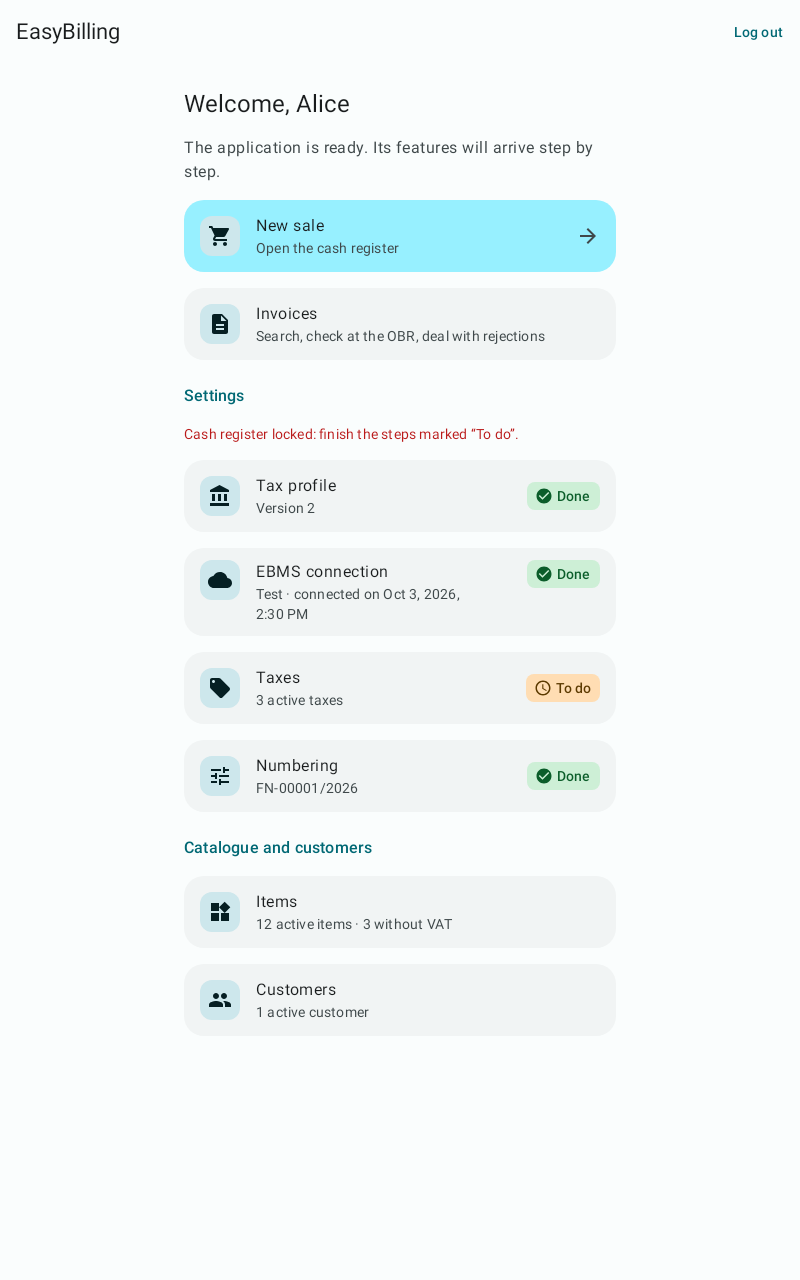 EasyBilling
Log out
Welcome, Alice
The application is ready. Its features will arrive step by
step.
New sale
Open the cash register
Invoices
Search, check at the OBR, deal with rejections
Settings
Cash register locked: finish the steps marked “To do”.
Tax profile
Version 2
Done
EBMS connection
Test · connected on Oct 3, 2026,
2:30 PM
Done
Taxes
3 active taxes
To do
Numbering
FN-00001/2026
Done
Catalogue and customers
Items
12 active items · 3 without VAT
Customers
1 active customer